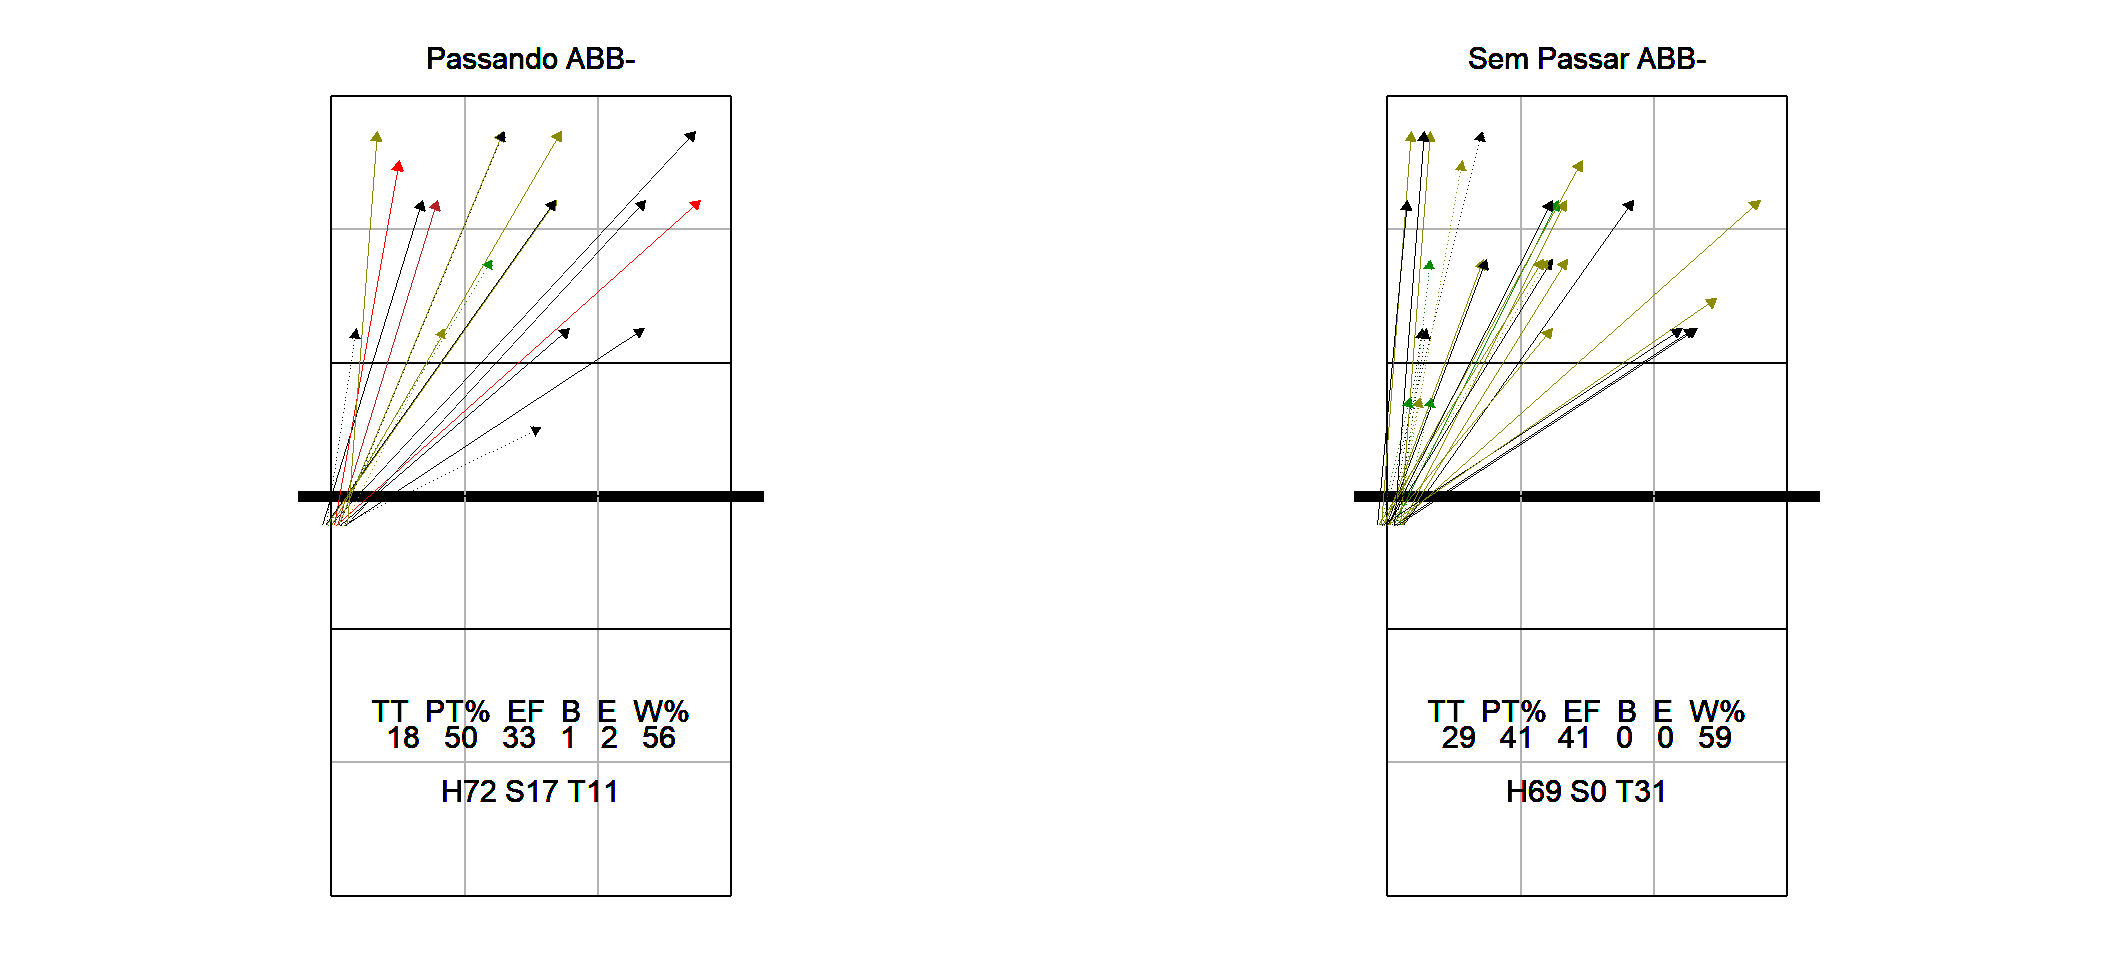 Passando ABB-
TT PT% EF B E W%
18 50 33 1 2 56
H72 S17 T11
Sem Passar ABB-
TT PT% EF B E W%
29 41 41 0 0 59
H69 S0 T31